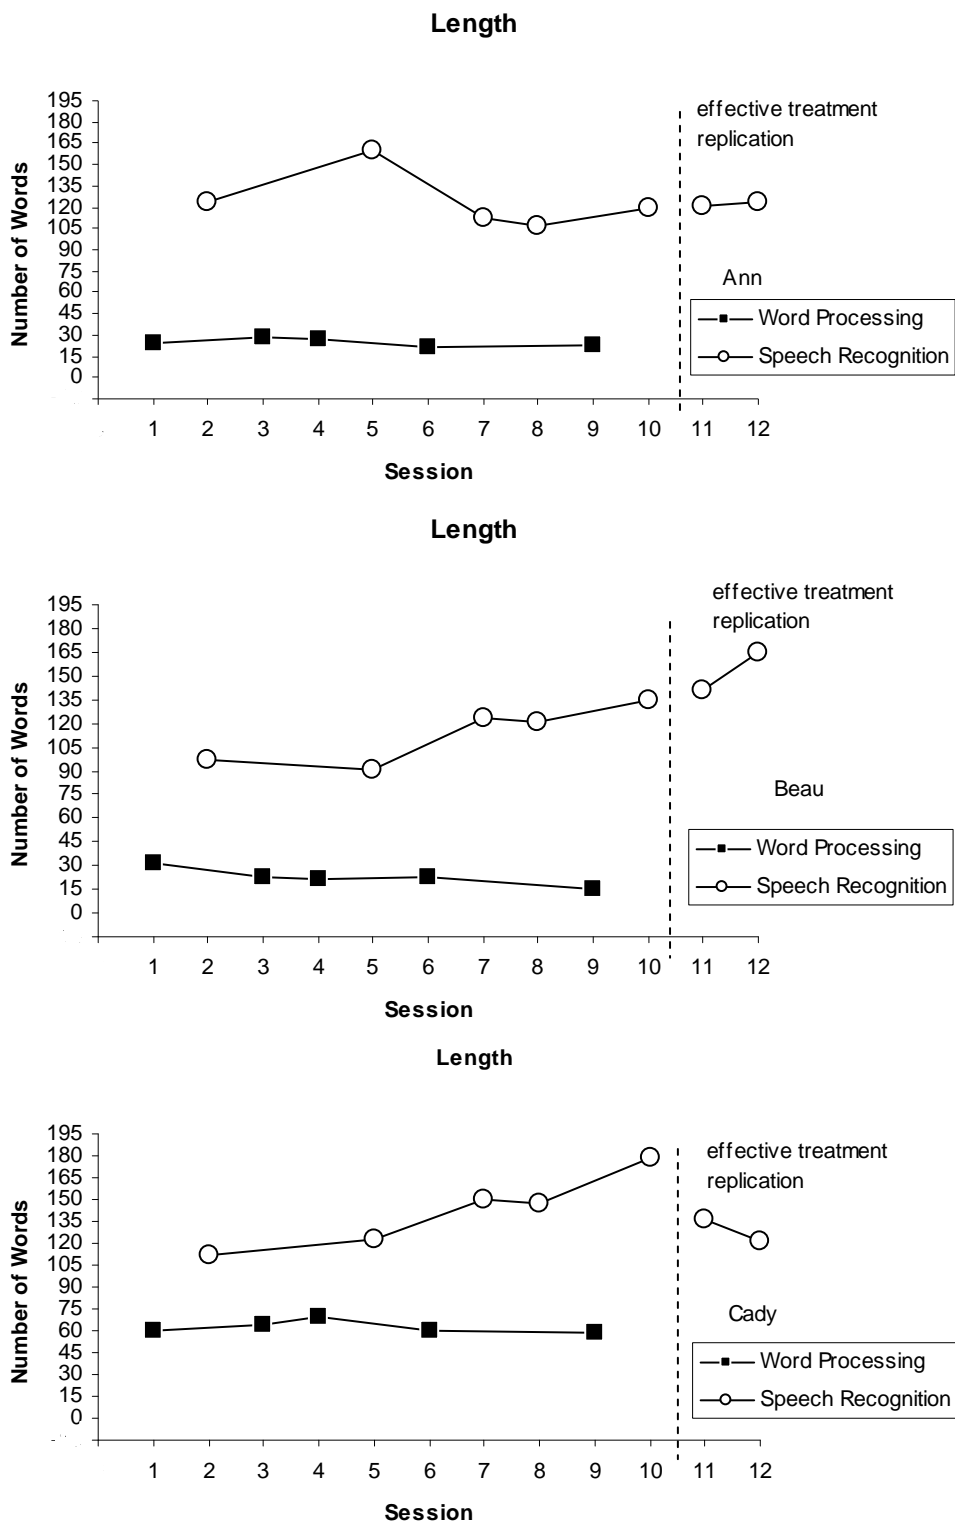 Length
Number of Words
195
180
165
150
135
120
105
90
75
60
45
30
15
0
effective treatment
replication
Ann
Word Processing
Speech Recognition
1 2 3 4 5 6 7 8 9 10 11 12
Session
Length
Number of Words
195
180
165
150
135
120
105
90
75
60
45
30
15
0
effective treatment
replication
Beau
Word Processing
Speech Recognition
1 2 3 4 5 6 7 8 9 10 11 12
Session
Length
Number of Words
195
180
165
150
135
120
105
90
75
60
45
30
15
0
effective treatment
replication
Cady
Word Processing
Speech Recognition
1 2 3 4 5 6 7 8 9 10 11 12
Session